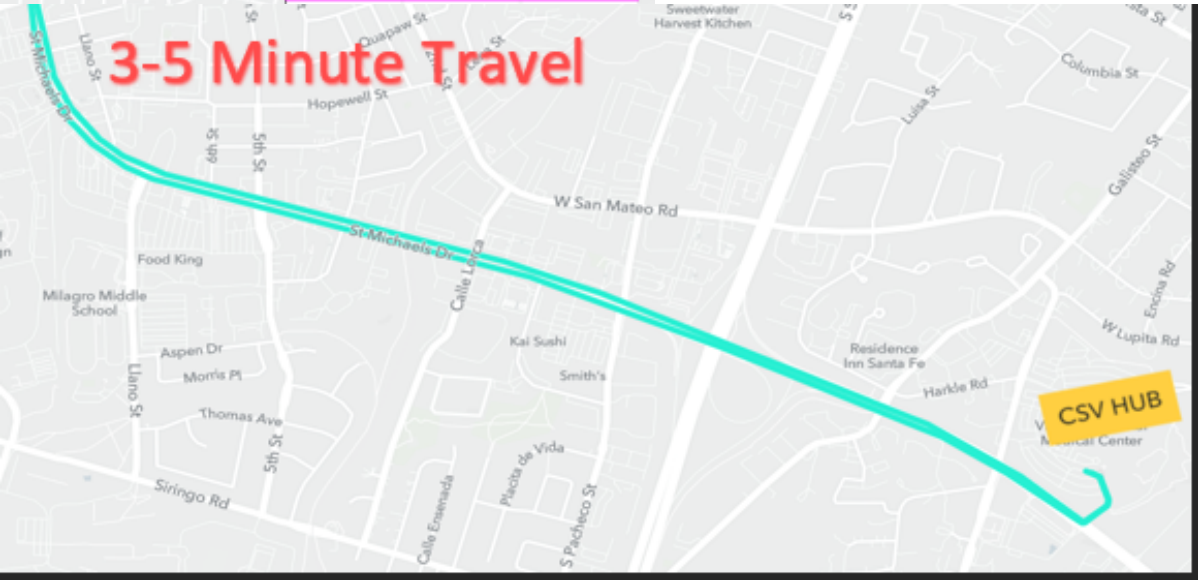 Sweetwater
Harvest Kitchen
Quapaw St
Columbia St
St Michaels Dr
Llano St
3-5 Minute Travel
2nd St
Luisa St
Hopewell St
6th St
5th St
Galisteo St
W San Mateo Rd
St Michaels Dr
Calle Lorca
Food King
Encina Rd
Milagro Middle
School
W Lupita Rd
Kai Sushi
Aspen Dr
Residence
Inn Santa Fe
Morris Pl
Smith's
Harkle Rd
Llano St
CSV HUB
Thomas Ave
Medical Center
5th St
Placita de Vida
Siringo Rd
Calle Ensenada
S Pacheco St